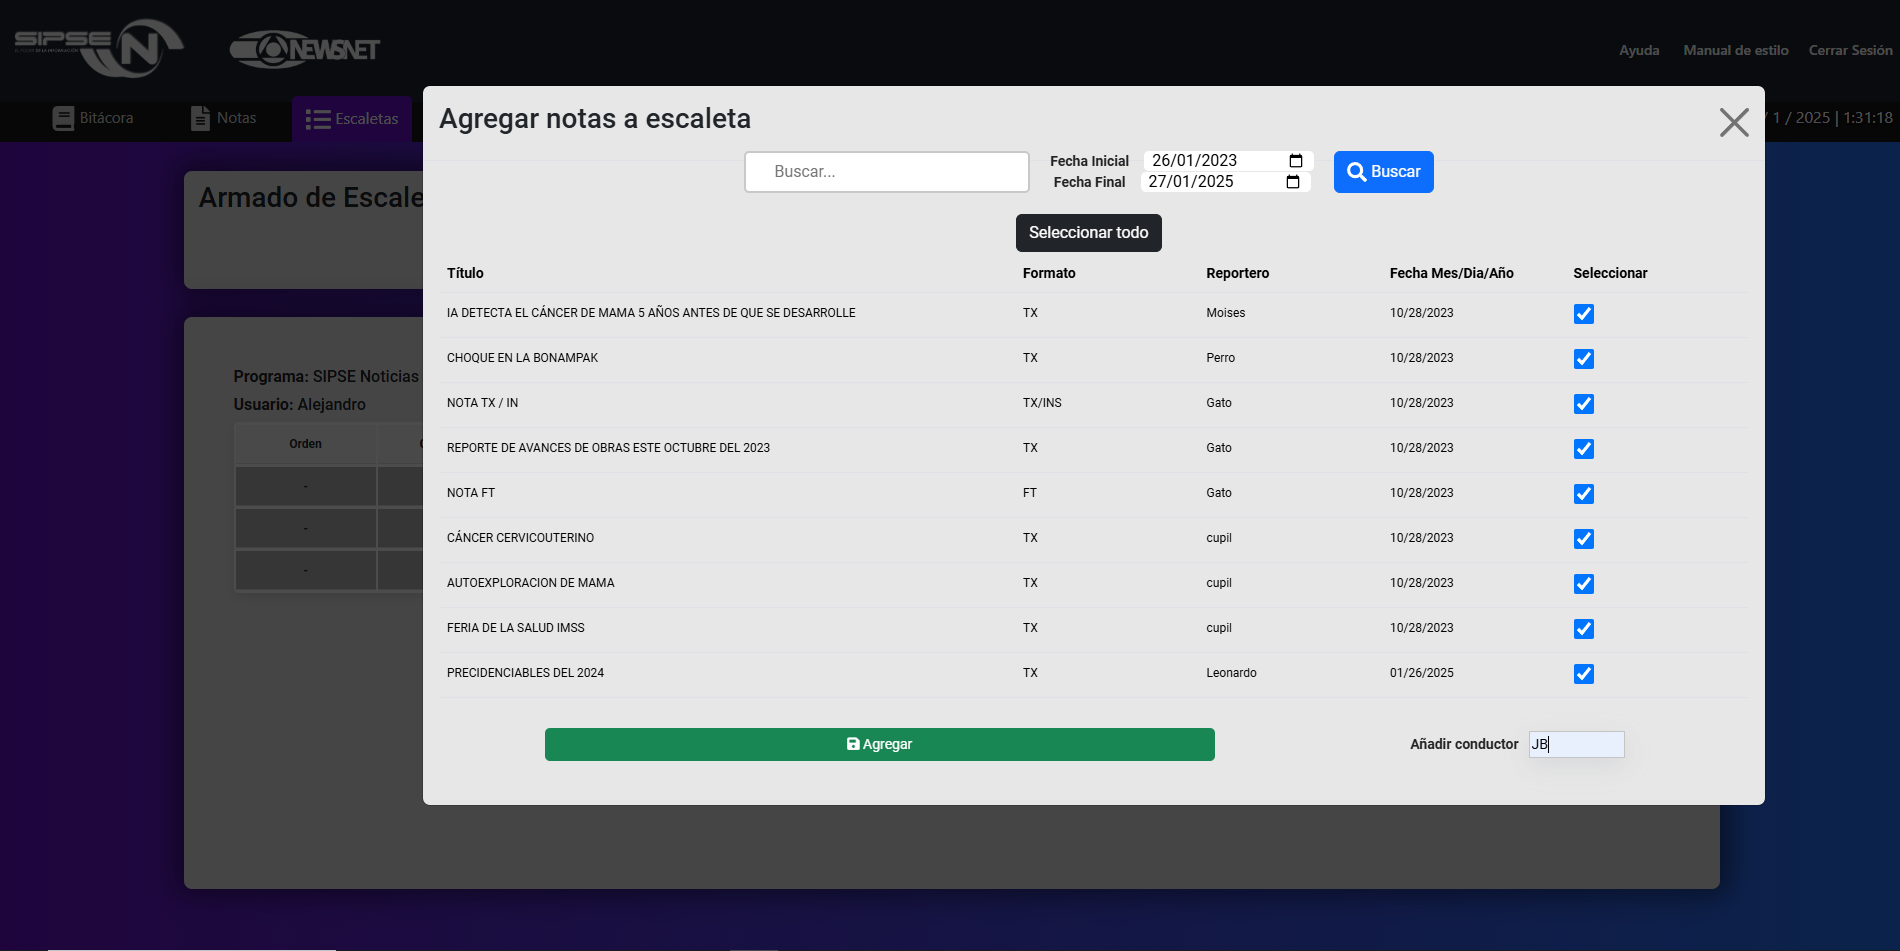 SIPSE
NEWSNET
Ayuda Manual de estilo Cerrar Sesión
Bitácora Notas Escaletas / 1 / 2025 | 1:31:18
Armado de Escale
Programa: SIPSE Noticias
Usuario: Alejandro
Orden
-
-
-
Agregar notas a escaleta
Buscar...
Fecha Inicial 26/01/2023
Fecha Final 27/01/2025
Buscar
Seleccionar todo
Título Formato Reportero Fecha Mes/Dia/Año Seleccionar
IA DETECTA EL CÁNCER DE MAMA 5 AÑOS ANTES DE QUE SE DESARROLLE TX Moises 10/28/2023
CHOQUE EN LA BONAMPAK TX Perro 10/28/2023
NOTA TX / IN TX/INS Gato 10/28/2023
REPORTE DE AVANCES DE OBRAS ESTE OCTUBRE DEL 2023 TX Gato 10/28/2023
NOTA FT FT Gato 10/28/2023
CÁNCER CERVICOUTERINO TX cupil 10/28/2023
AUTOEXPLORACION DE MAMA TX cupil 10/28/2023
FERIA DE LA SALUD IMSS TX cupil 10/28/2023
PRECIDENCIABLES DEL 2024 TX Leonardo 01/26/2025
Agregar Añadir conductor JB